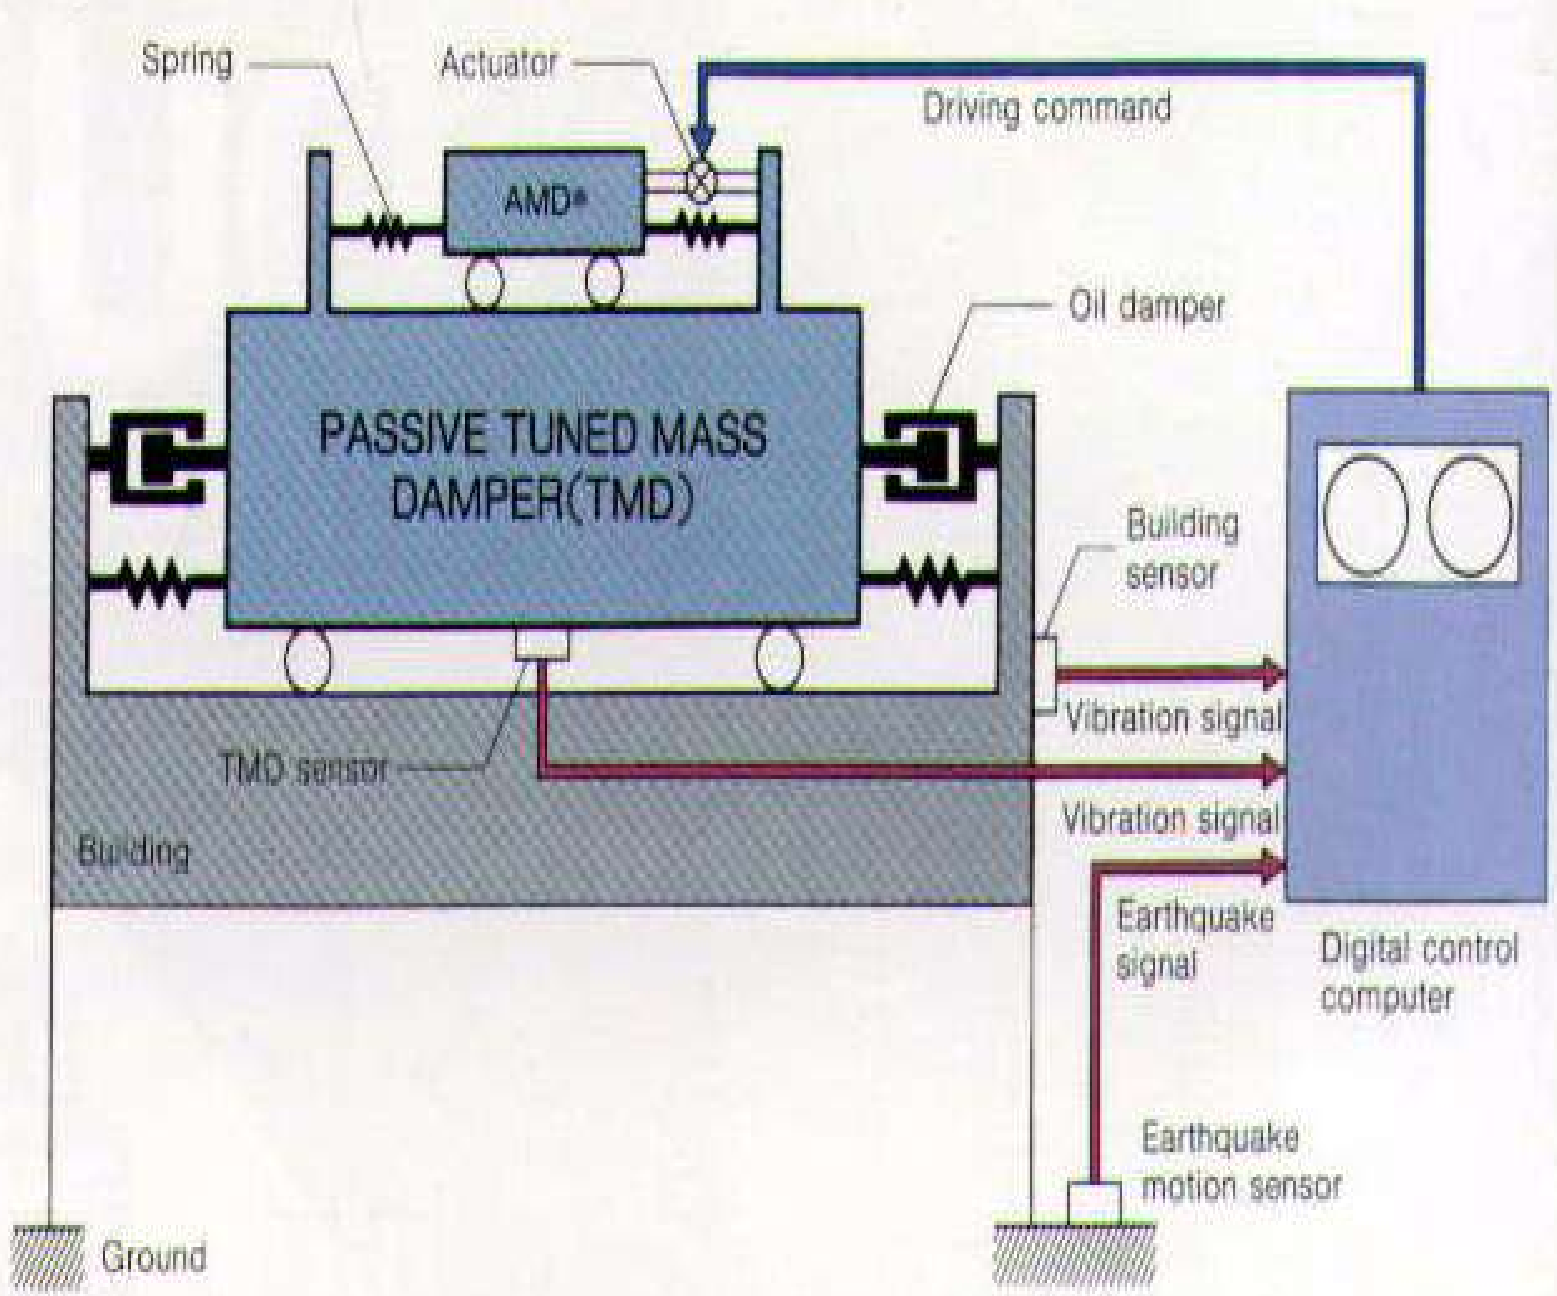 Spring
Actuator
Driving command
AMD®
Oil damper
PASSIVE TUNED MASS
DAMPER(TMD)
Building
sensor
Vibration signal
TMD sensor
Vibration signal
Building
Earthquake
signal
Digital control
computer
Earthquake
motion sensor
Ground